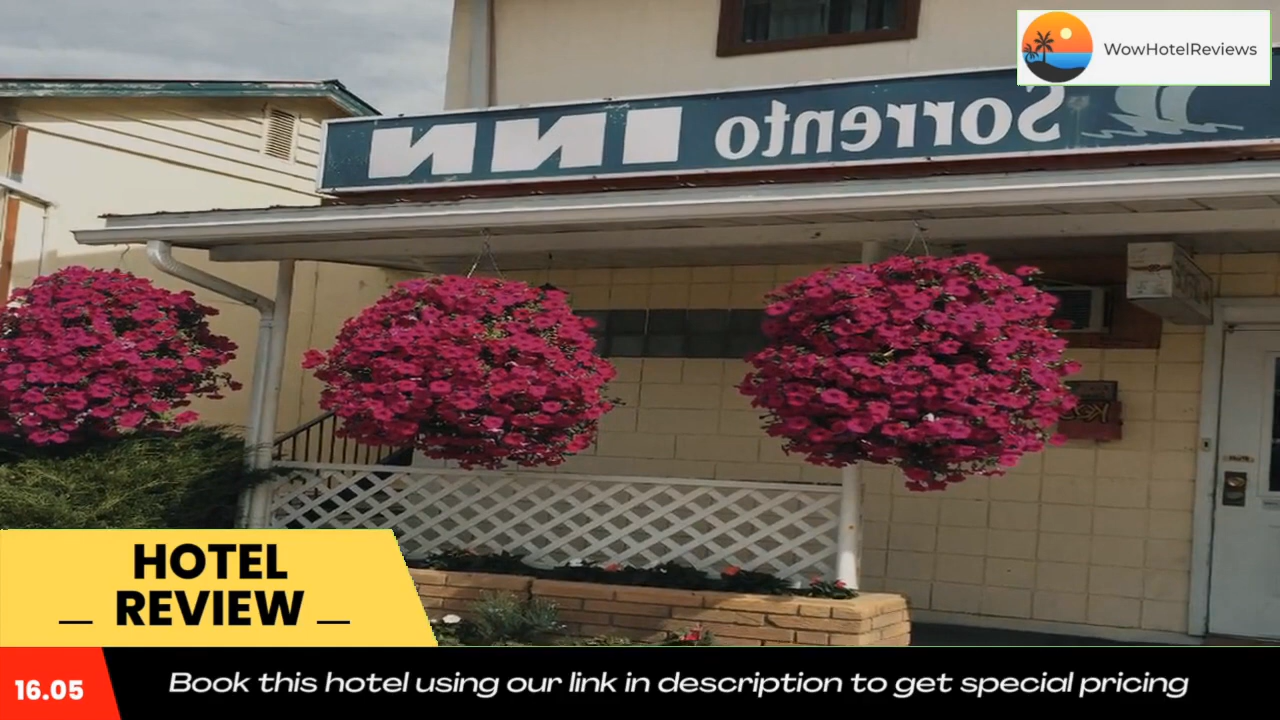 WowHotelReviews
Sorrento INN
HOTEL
REVIEW
16.05
Book this hotel using our link in description to get special pricing